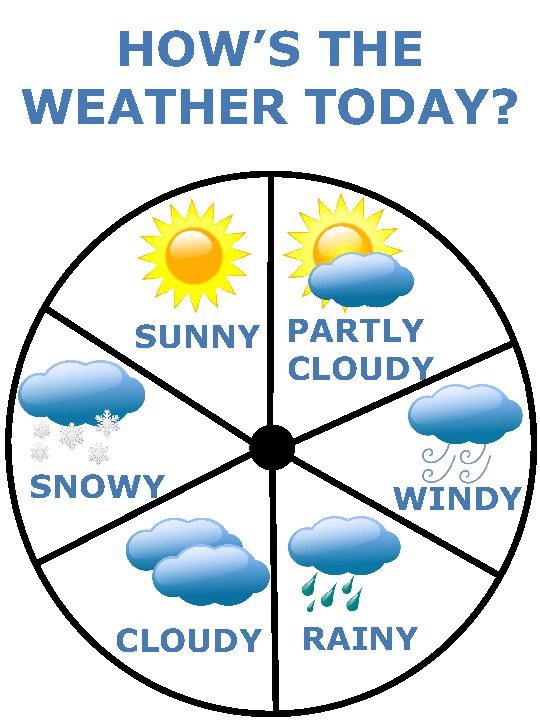 HOW’S THE
WEATHER TODAY?
SUNNY
PARTLY
CLOUDY
SNOWY
WINDY
CLOUDY
RAINY